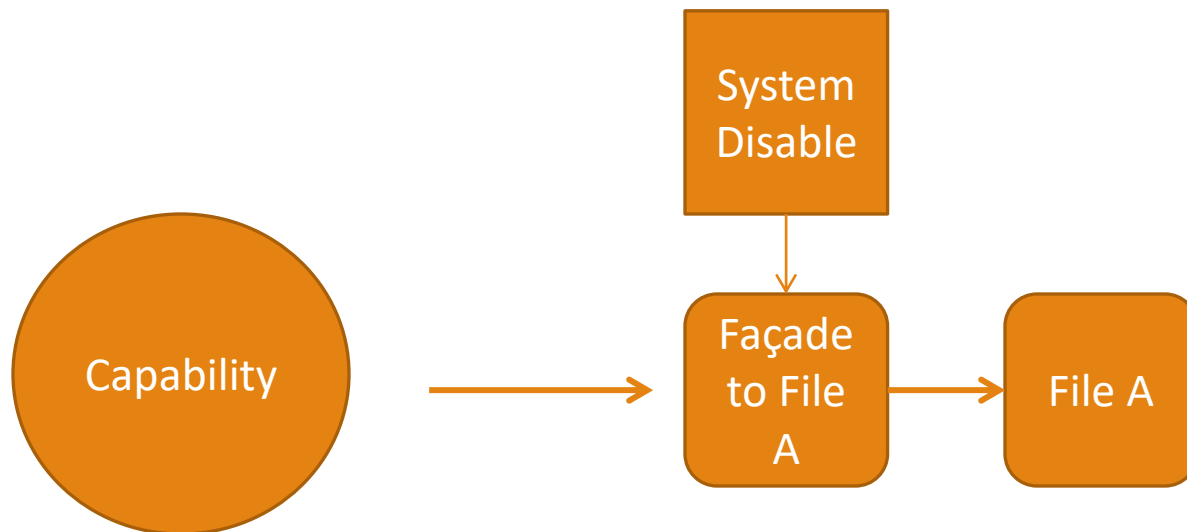 System
Disable
Capability
Façade
to File
A
File A